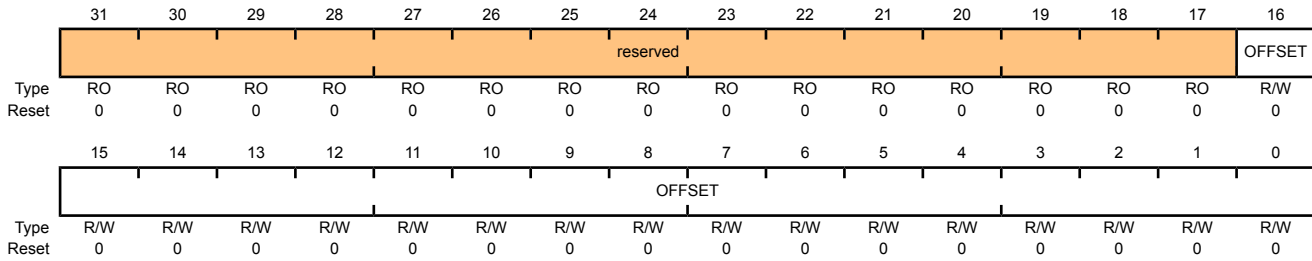 31 30 29 28 27 26 25 24 23 22 21 20 19 18 17 16
reserved OFFSET
Type RO RO RO RO RO RO RO RO RO RO RO RO RO RO RO R/W
Reset 0 0 0 0 0 0 0 0 0 0 0 0 0 0 0 0
15 14 13 12 11 10 9 8 7 6 5 4 3 2 1 0
OFFSET
Type R/W R/W R/W R/W R/W R/W R/W R/W R/W R/W R/W R/W R/W R/W R/W R/W
Reset 0 0 0 0 0 0 0 0 0 0 0 0 0 0 0 0